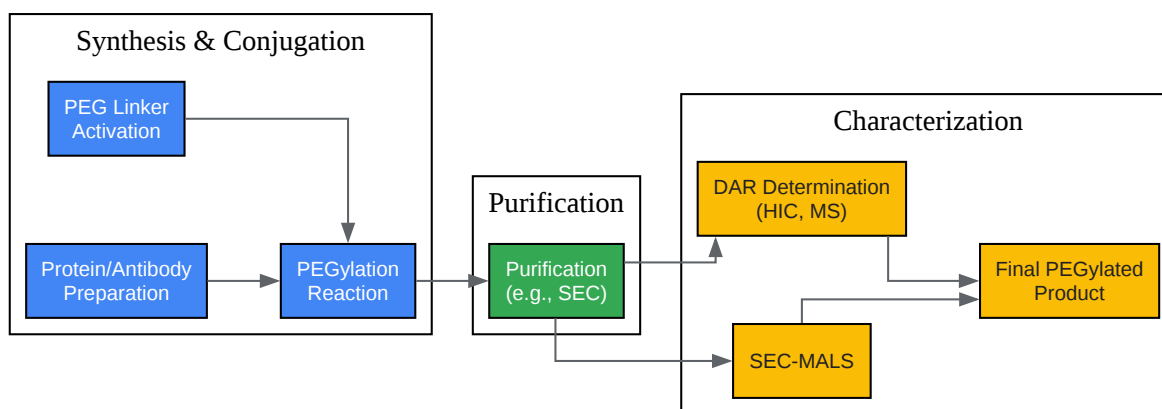 Synthesis & Conjugation
PEG Linker
Activation
Protein/Antibody
Preparation
PEGylation
Reaction
Purification
Purification
(e.g., SEC)
Characterization
DAR Determination
(HIC, MS)
SEC-MALS
Final PEGylated
Product